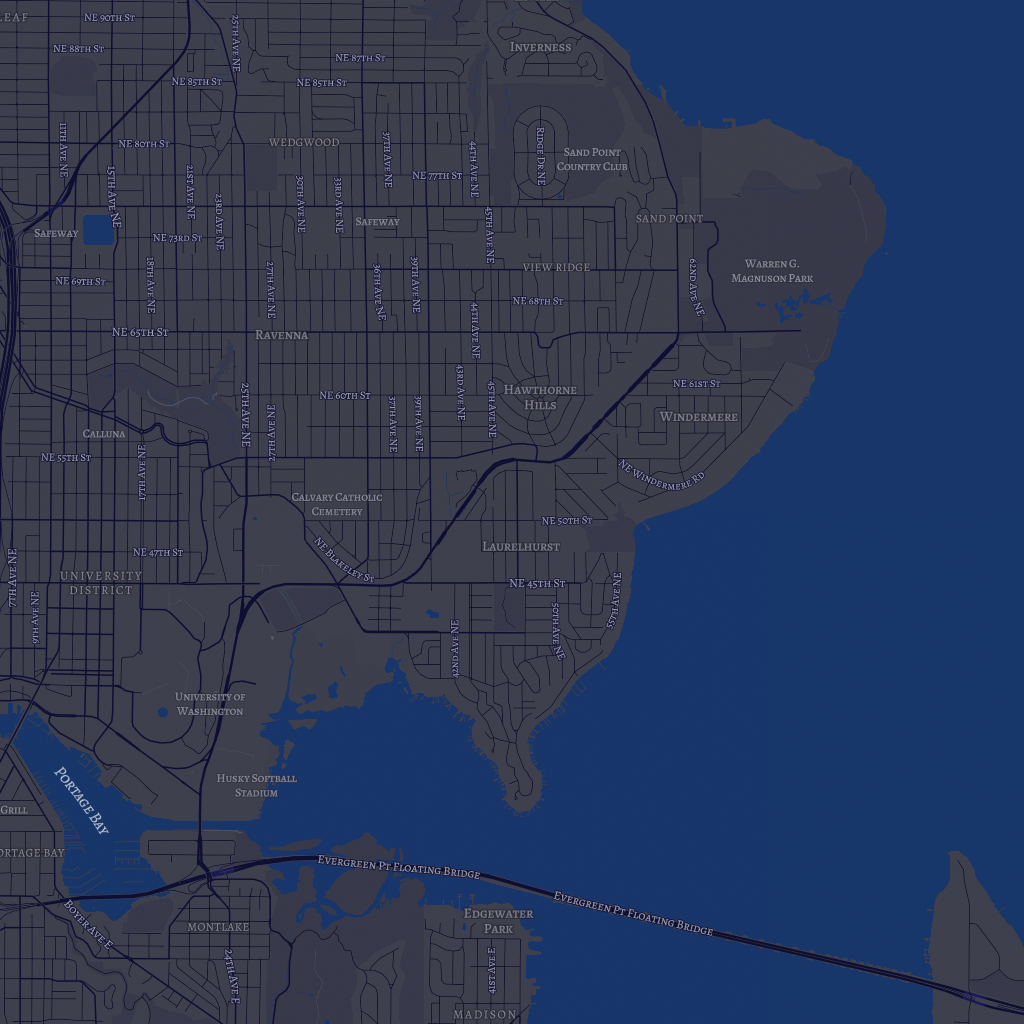 LEAF
NE 90th St
25th Ave NE
Inverness
NE 88th St
NE 87th St
NE 85th St
NE 85th St
11th Ave NE
NE 80th St
Wedgwood
37th Ave NE
44th Ave NE
Ridge Dr NE
Sand Point
Country Club
15th Ave NE
21st Ave NE
23rd Ave NE
30th Ave NE
33rd Ave NE
NE 77th St
Safeway
NE 73rd St
Safeway
45th Ave NE
Sand Point
View Ridge
Warren G.
Magnuson Park
62nd Ave NE
NE 69th St
18th Ave NE
27th Ave NE
36th Ave NE
39th Ave NE
NE 68th St
NE 65th St
Ravenna
44th Ave NE
43rd Ave NE
45th Ave NE
NE 61st St
Hawthorne
Hills
NE 60th St
25th Ave NE
27th Ave NE
37th Ave NE
39th Ave NE
Windermere
Calluna
NE 55th St
17th Ave NE
NE Windermere Rd
Calvary Catholic
Cemetery
NE 50th St
NE 47th St
NE Blakeley St
Laurelhurst
University
District
7th Ave NE
9th Ave NE
NE 45th St
50th Ave NE
55th Ave NE
42nd Ave NE
University of
Washington
Portage Bay
Husky Softball
Stadium
Grill
ortage Bay
Evergreen Pt Floating Bridge
Evergreen Pt Floating Bridge
Boyer Ave E
Montlake
Edgewater
Park
24th Ave E
41st Ave E
Madison